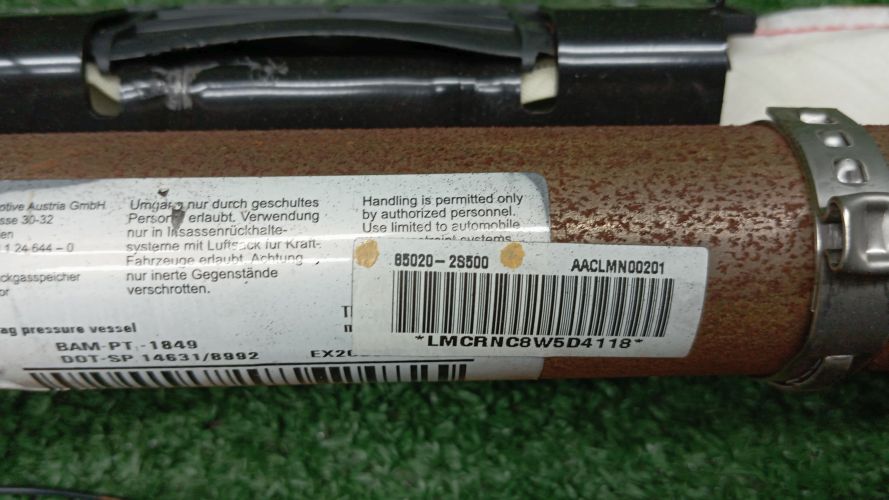 otive Austria GmbH
sse 30-32
en
1 24 644 – 0
ckgasspeicher
or
Umgang nur durch geschultes
Person erlaubt. Verwendung
nur in Insassenrückhalte-
systeme mit Luftsack für Kraft-
Fahrzeuge erlaubt. Achtung
nur inerte Gegenstände
verschrotten.
Handling is permitted only
by authorized personnel.
Use limited to automobile
systems
ag pressure vessel
BAM-PT.-1849
DOT-SP 14631/8992
85020-2S500
AACLMN00201
*LMCRNC8W5D4118*